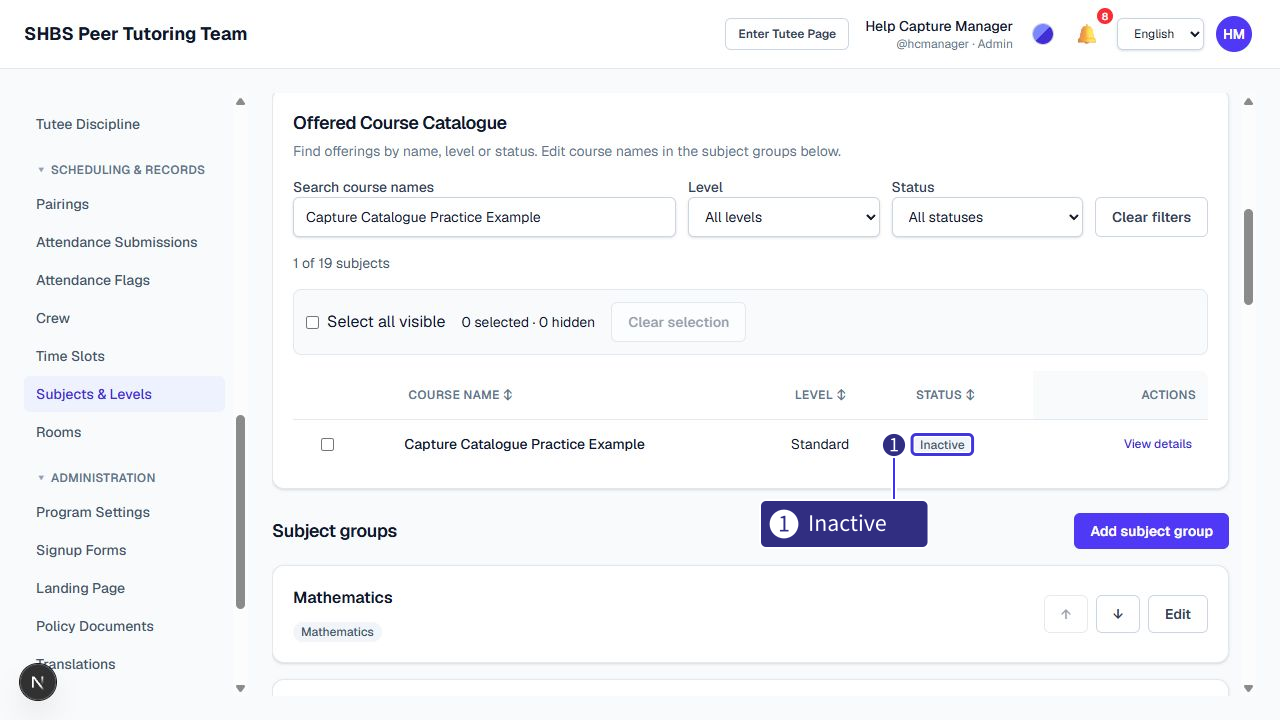 SHBS Peer Tutoring Team
Enter Tutee Page
Help Capture Manager
@hcmanager · Admin
8
English
HM
Tutee Discipline
SCHEDULING & RECORDS
Pairings
Attendance Submissions
Attendance Flags
Crew
Time Slots
Subjects & Levels
Rooms
ADMINISTRATION
Program Settings
Signup Forms
Landing Page
Policy Documents
Translations
N
Offered Course Catalogue
Find offerings by name, level or status. Edit course names in the subject groups below.
Search course names
Level
Status
Capture Catalogue Practice Example
All levels
All statuses
Clear filters
1 of 19 subjects
Select all visible
0 selected · 0 hidden
Clear selection
COURSE NAME
LEVEL
STATUS
ACTIONS
Capture Catalogue Practice Example
Standard
1
Inactive
View details
1 Inactive
Subject groups
Add subject group
Mathematics
Mathematics
Edit